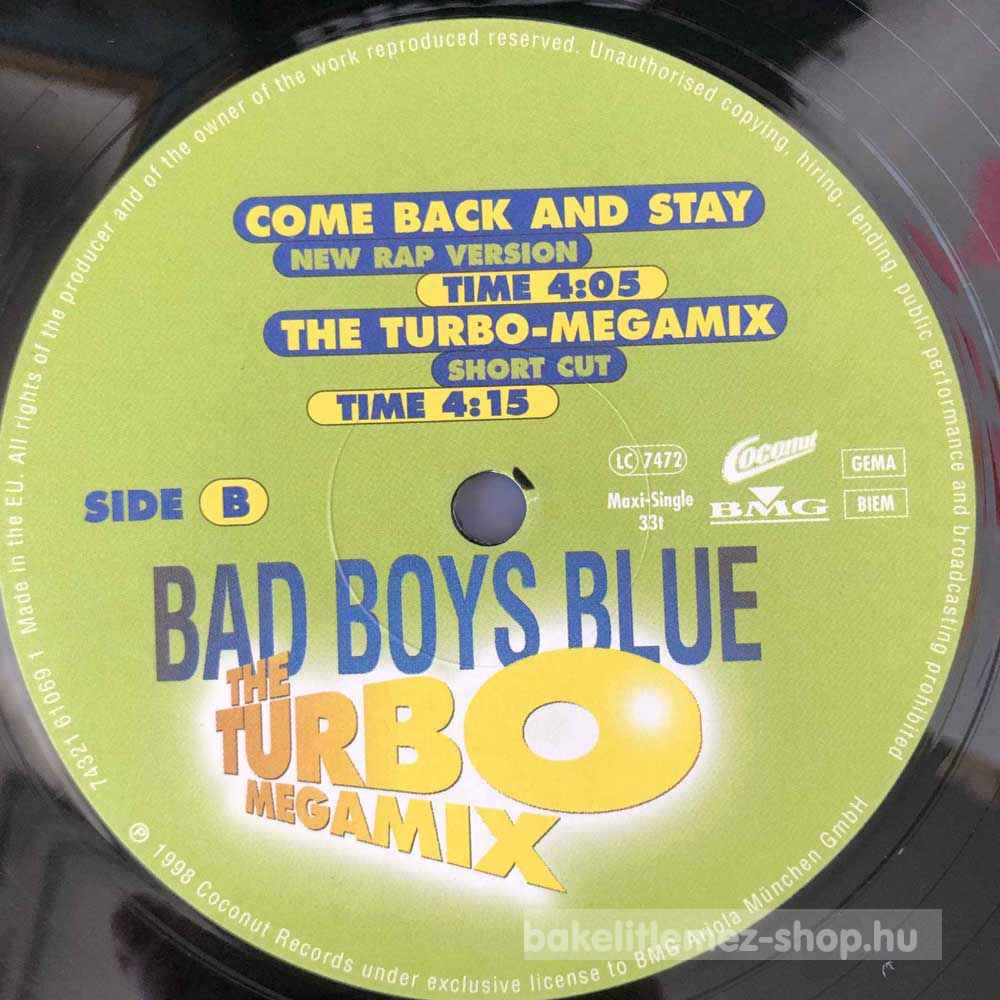 COME BACK AND STAY
NEW RAP VERSION
TIME 4:05
THE TURBO-MEGAMIX
SHORT CUT
TIME 4:15
SIDE B
LC 7472
Maxi-Single
33t
Coconut
BMG
GEMA
BIEM
BAD BOYS BLUE
THE
TURBO
MEGAMIX
74321 61069 1 Made in the EU. All rights of the producer and of the owner of the work reproduced reserved. Unauthorised copying, hiring, lending, public performance and broadcasting prohibited
℗ 1998 Coconut Records under exclusive license to BMG Ariola München GmbH
bakelitlemez-shop.hu